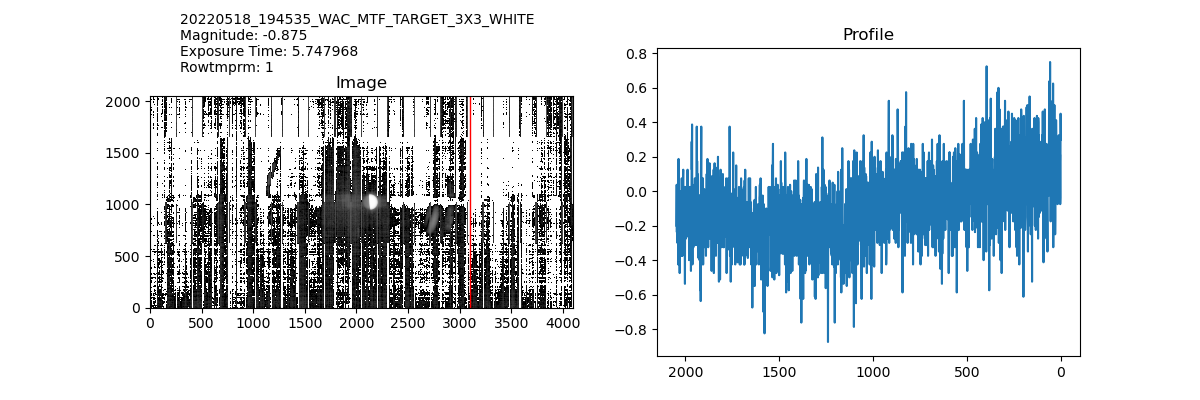 20220518_194535_WAC_MTF_TARGET_3X3_WHITE
Magnitude: -0.875
Exposure Time: 5.747968
Rowtmprm: 1
Image
2000
1500
1000
500
0
0 500 1000 1500 2000 2500 3000 3500 4000
Profile
0.8
0.6
0.4
0.2
0.0
−0.2
−0.4
−0.6
−0.8
2000 1500 1000 500 0